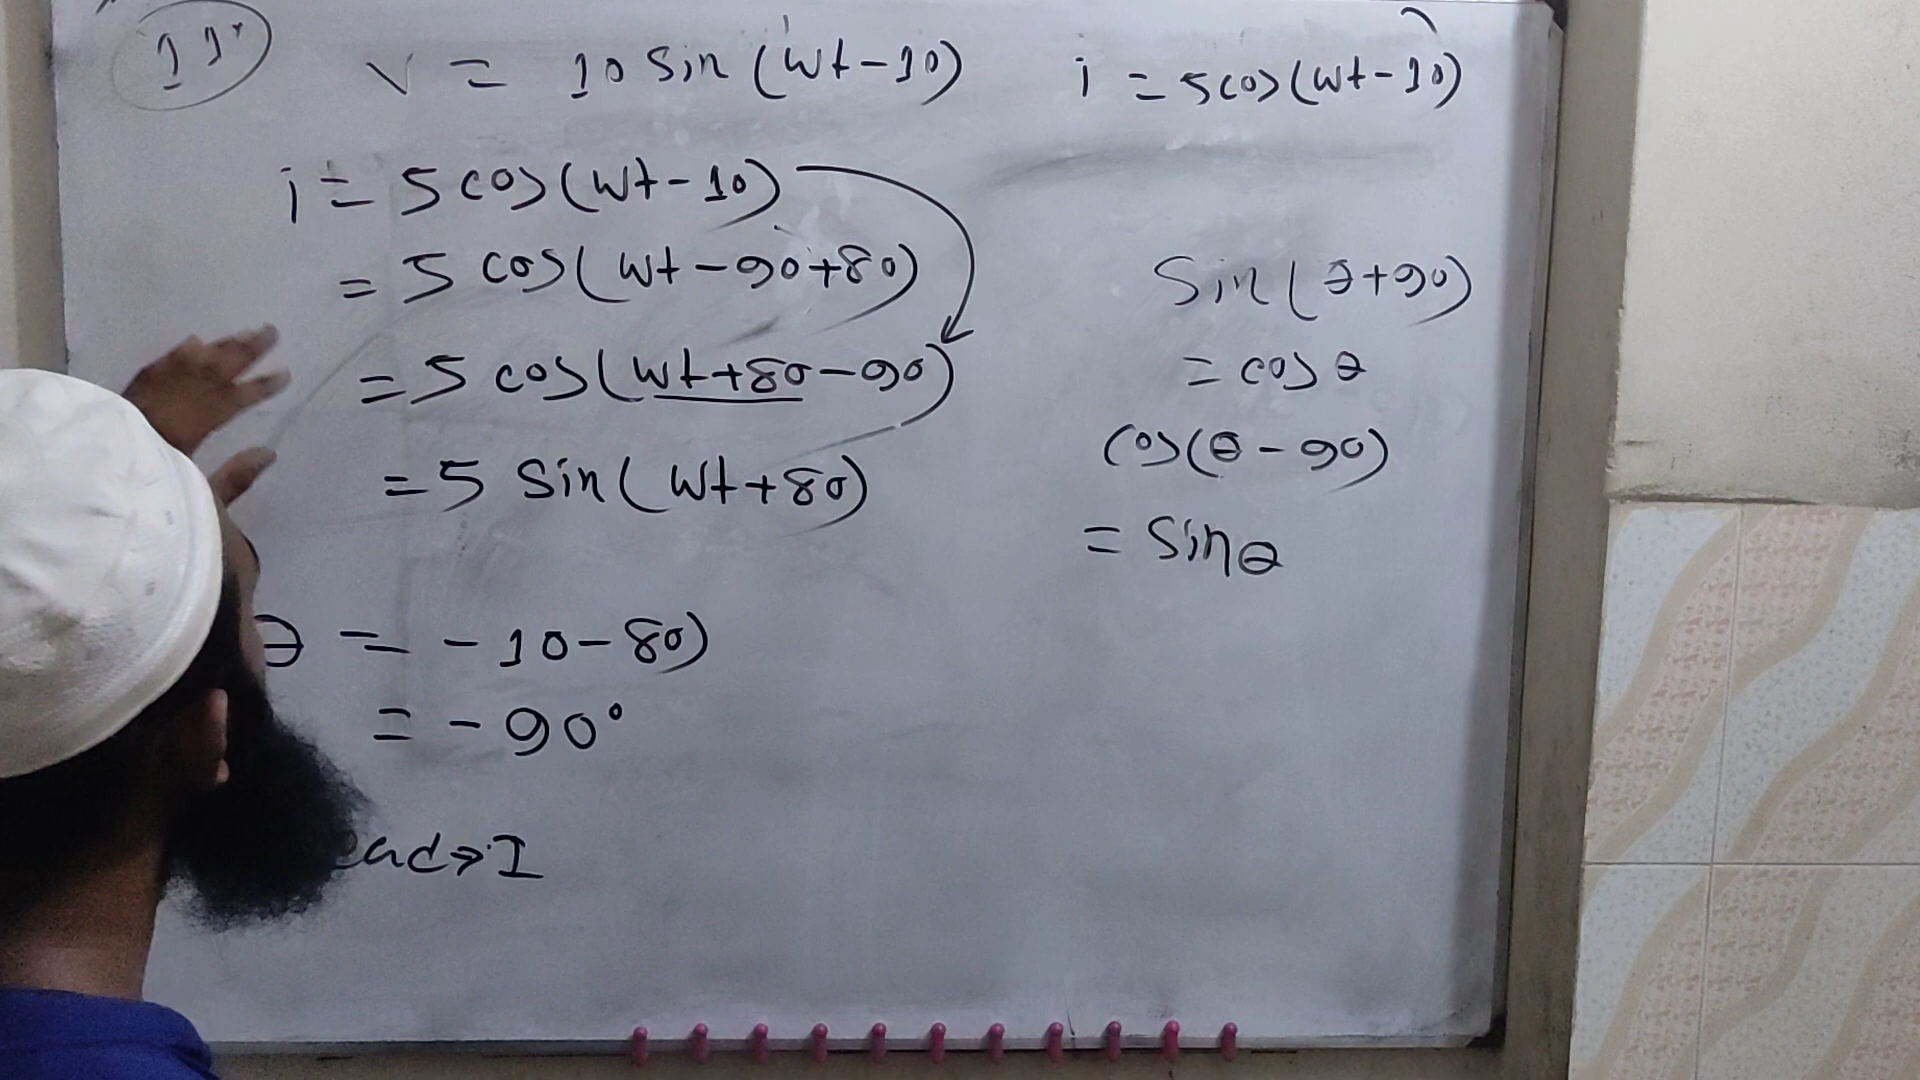 11.
v = 10 sin (wt-10) i = 5cos(wt-10)
i = 5 cos(wt-10)
= 5 cos(wt-90+80)
= 5 cos(wt+80-90)
= 5 sin(wt+80)
θ = -10-80)
= -90°
ead→I
Sin(θ+90)
= cos θ
cos(θ-90)
= sinθ